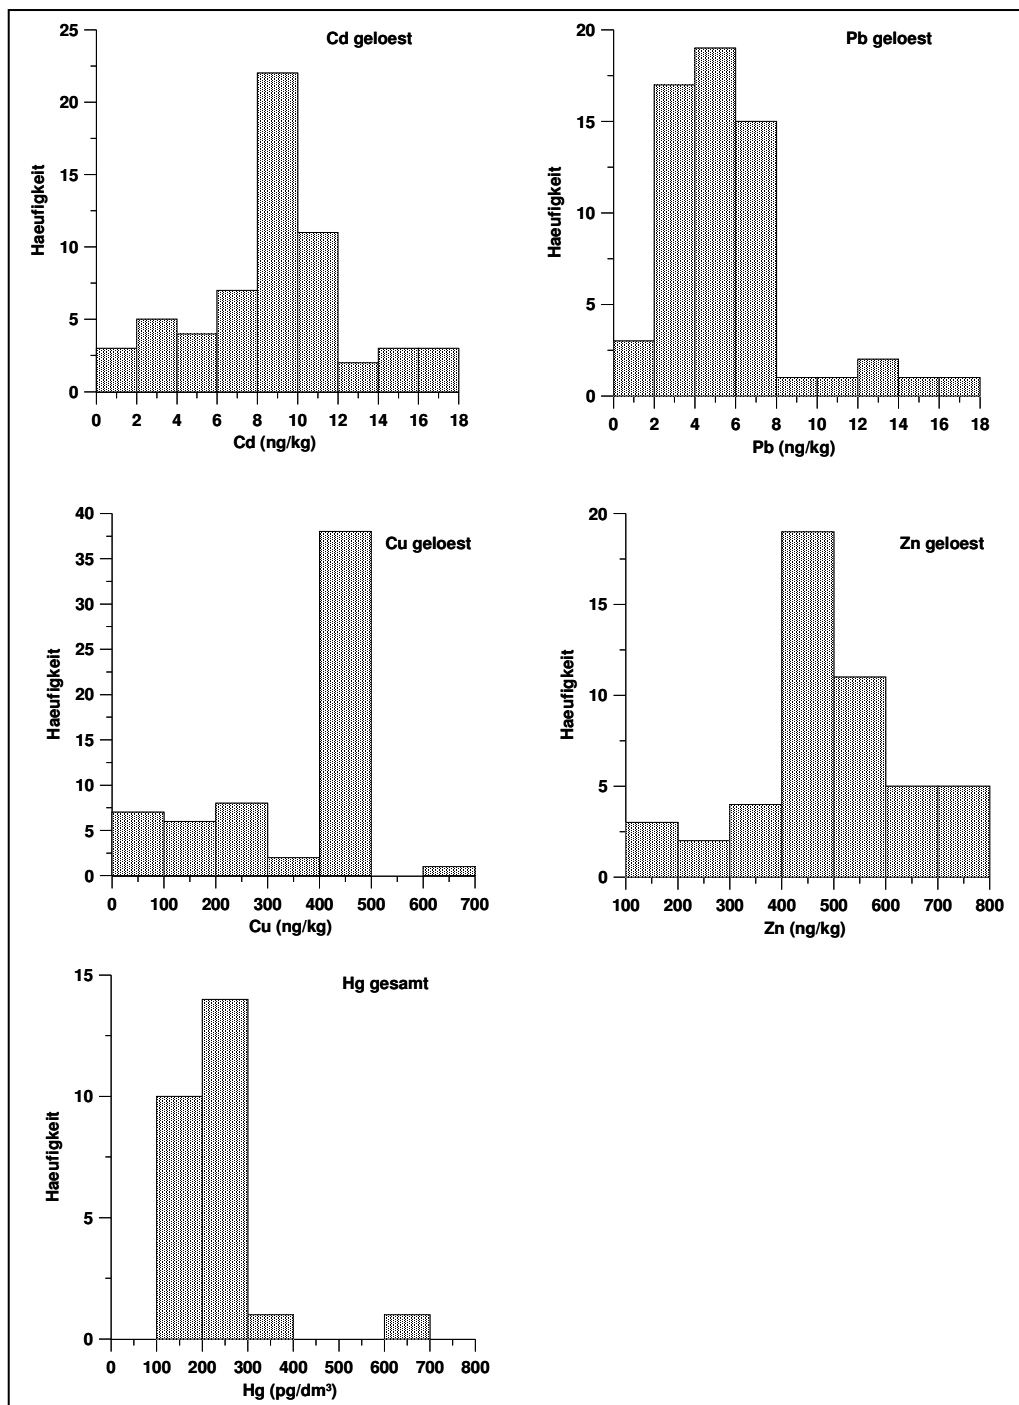 Cd geloest
25
20
15
10
5
0
Haeufigkeit
0 2 4 6 8 10 12 14 16 18
Cd (ng/kg)
Pb geloest
20
15
10
5
0
Haeufigkeit
0 2 4 6 8 10 12 14 16 18
Pb (ng/kg)
Cu geloest
40
35
30
25
20
15
10
5
0
Haeufigkeit
0 100 200 300 400 500 600 700
Cu (ng/kg)
Zn geloest
20
15
10
5
0
Haeufigkeit
100 200 300 400 500 600 700 800
Zn (ng/kg)
Hg gesamt
15
10
5
0
Haeufigkeit
0 100 200 300 400 500 600 700 800
Hg (pg/dm³)